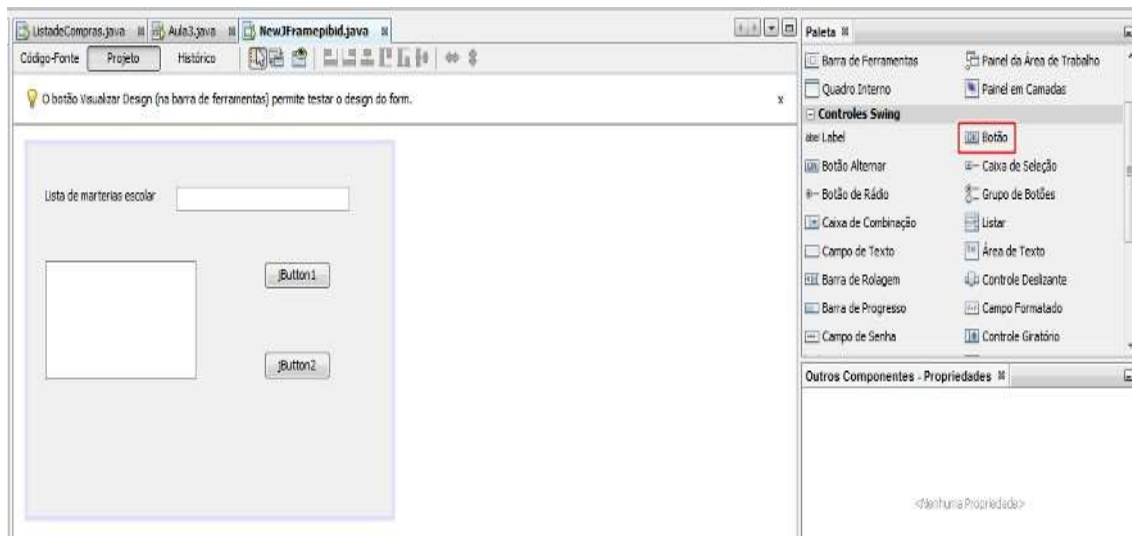 ListadeCompras.java Aula3.java NewJFramepibid.java
Código-Fonte Projeto Histórico
O botão Visualizar Design (na barra de ferramentas) permite testar o design do form. x
Lista de marterias escolar
jButton1
jButton2
Paleta
Barra de Ferramentas Painel da Área de Trabalho
Quadro Interno Painel em Camadas
Controles Swing
label Label Botão
Botão Alternar Caixa de Seleção
Botão de Rádio Grupo de Botões
Caixa de Combinação Listar
Campo de Texto Área de Texto
Barra de Rolagem Controle Deslizante
Barra de Progresso Campo Formatado
Campo de Senha Controle Giratório
Outros Componentes - Propriedades
<Nenhuma Propriedade>